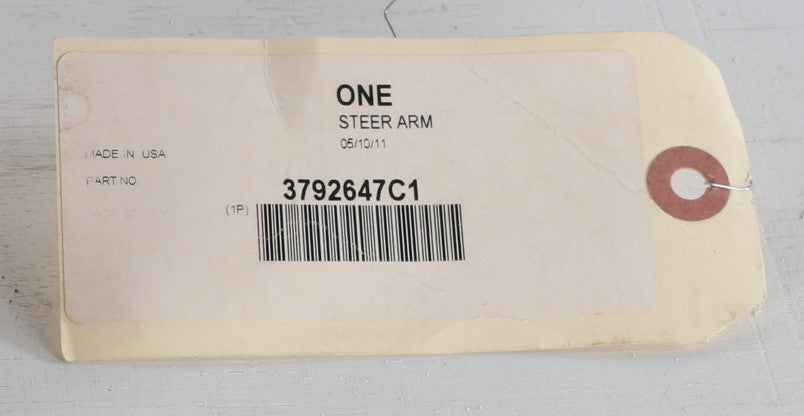 ONE
STEER ARM
05/10/11
MADE IN USA
PART NO.
3792647C1
(1P)